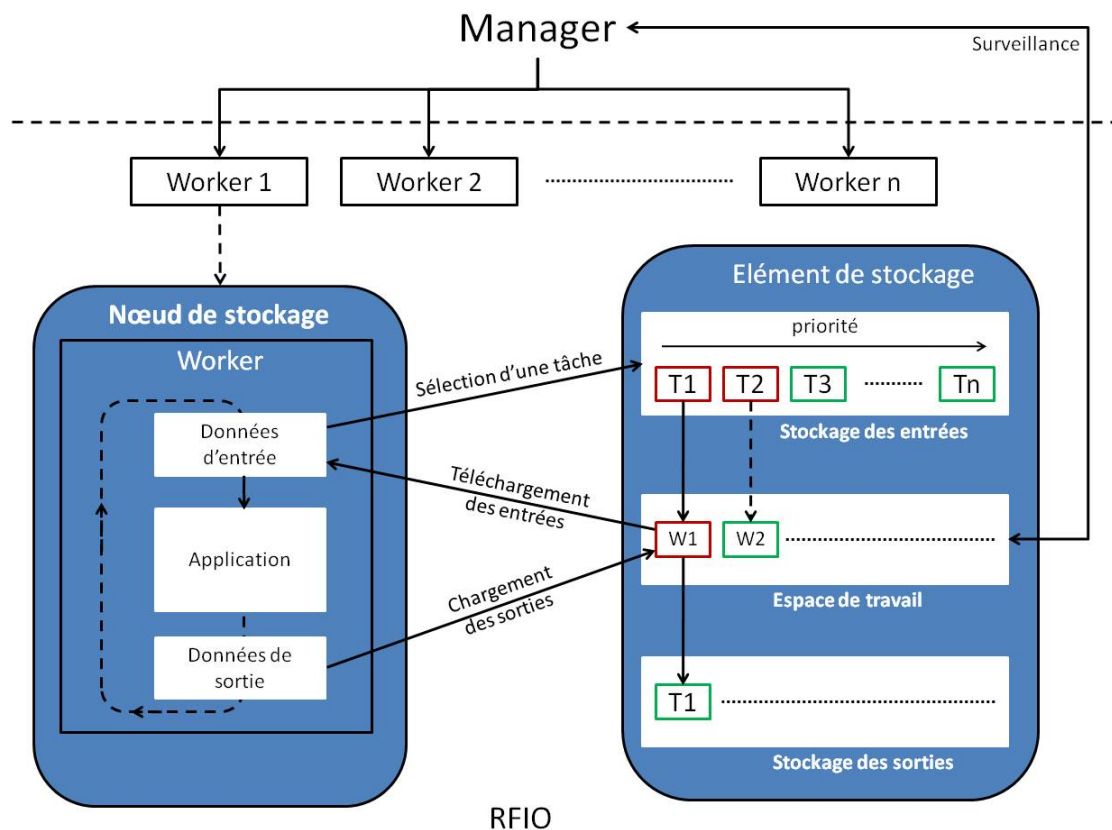 Manager
Surveillance
Worker 1
Worker 2
Worker n
Nœud de stockage
Worker
Données
d'entrée
Application
Données de
sortie
Sélection d'une tâche
Téléchargement
des entrées
Chargement
des sorties
Elément de stockage
priorité
T1
T2
T3
Tn
Stockage des entrées
W1
W2
Espace de travail
T1
Stockage des sorties
RFIO